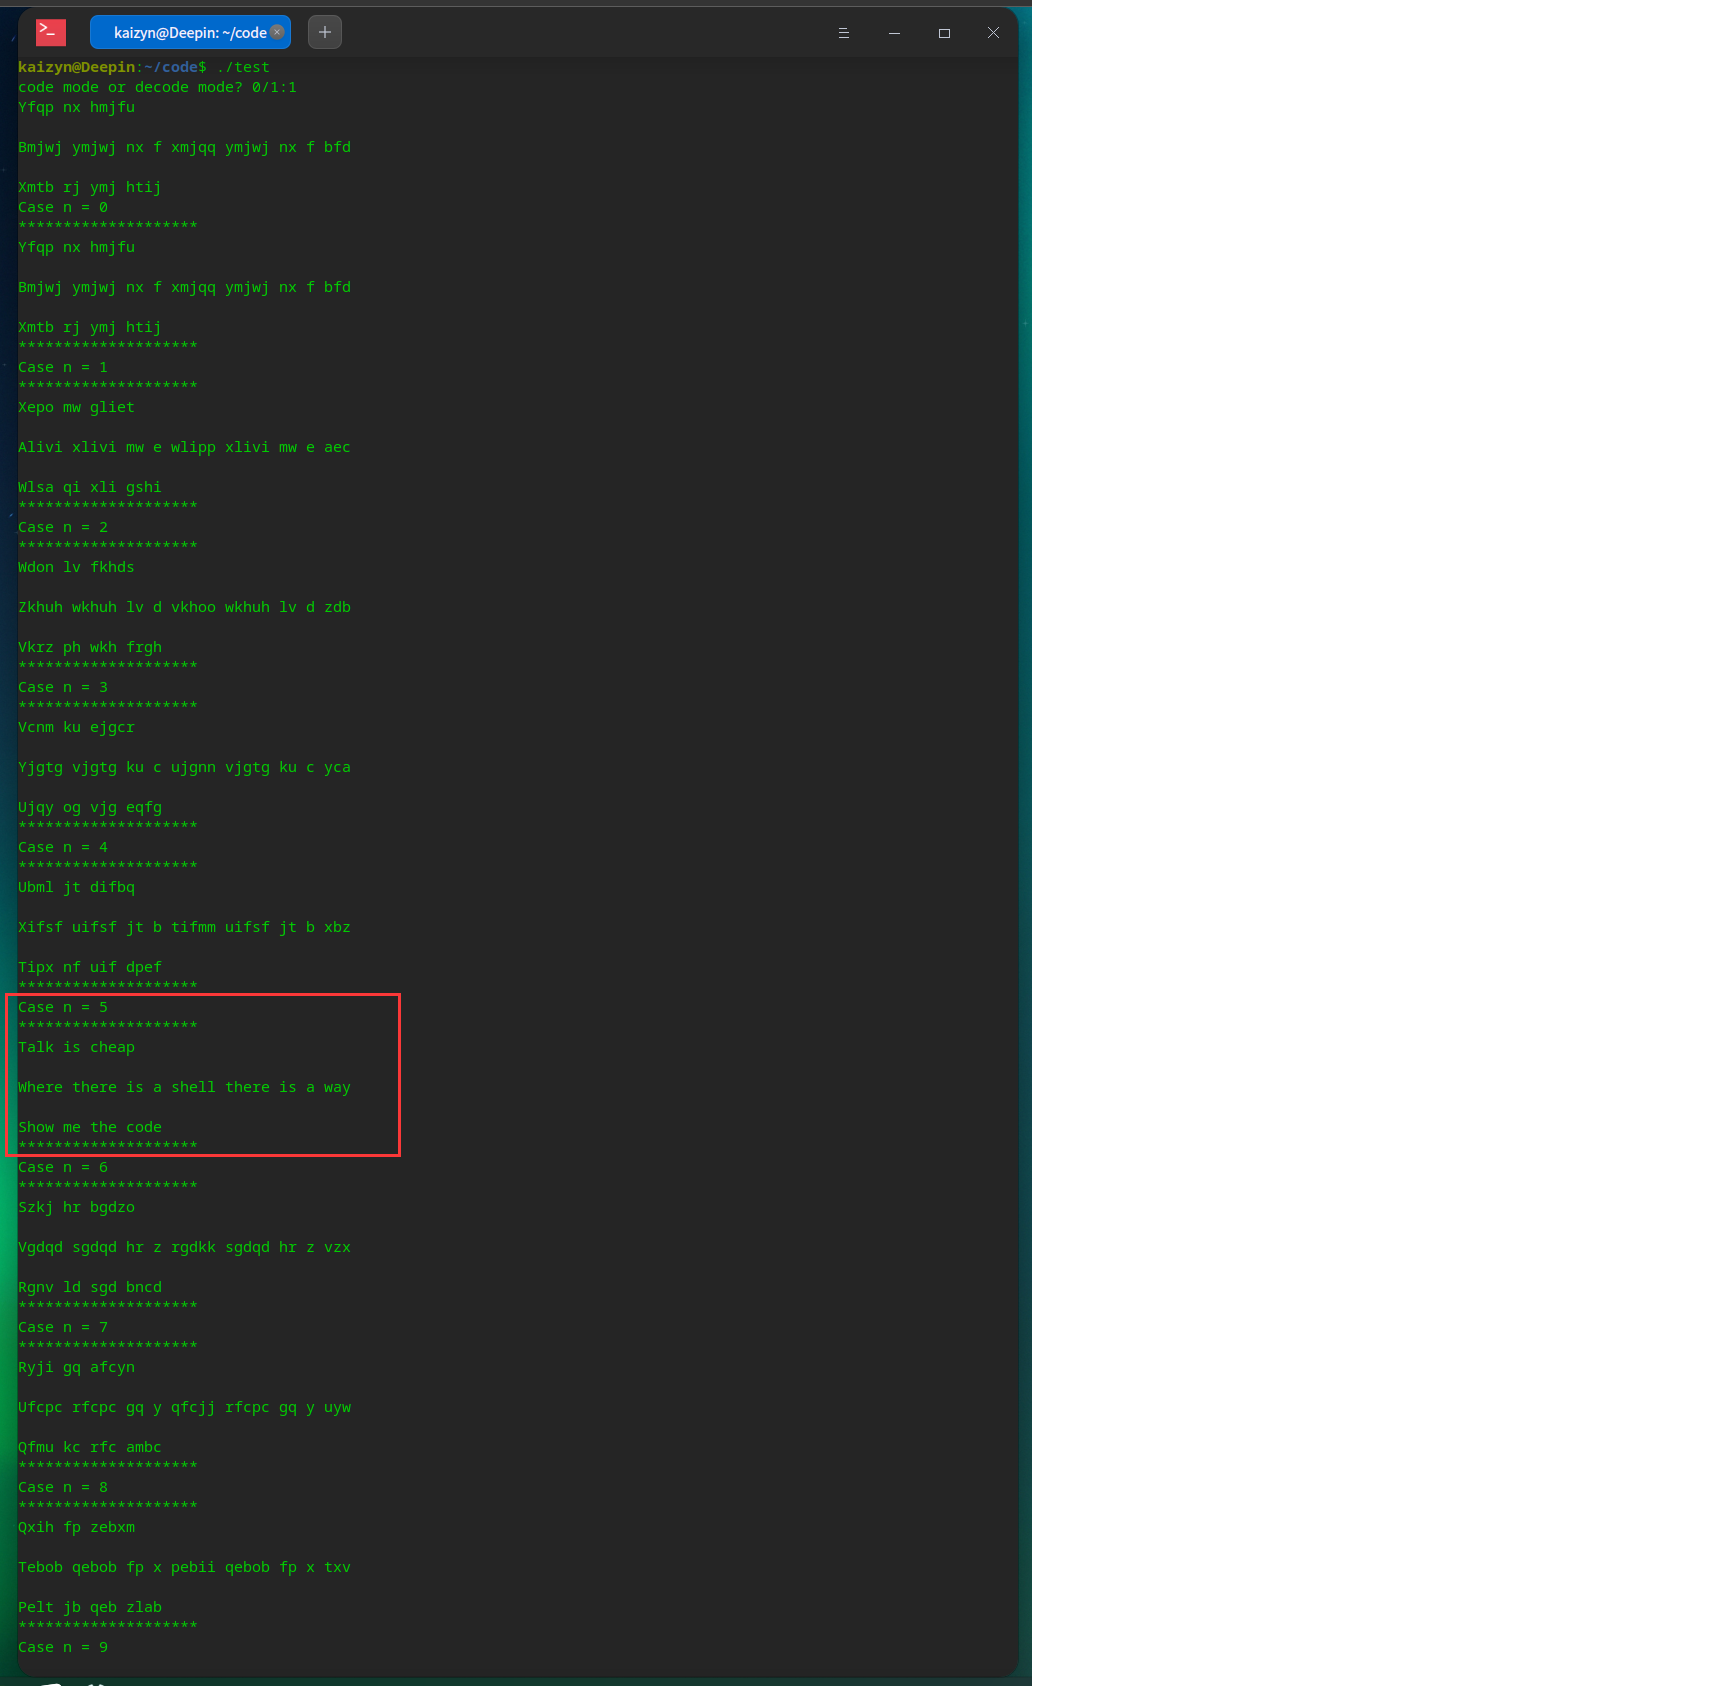 kaizyn@Deepin: ~/code
kaizyn@Deepin:~/code$ ./test
code mode or decode mode? 0/1:1
Yfqp nx hmjfu
Bmjwj ymjwj nx f xmjqq ymjwj nx f bfd
Xmtb rj ymj htij
Case n = 0
********************
Yfqp nx hmjfu
Bmjwj ymjwj nx f xmjqq ymjwj nx f bfd
Xmtb rj ymj htij
********************
Case n = 1
********************
Xepo mw gliet
Alivi xlivi mw e wlipp xlivi mw e aec
Wlsa qi xli gshi
********************
Case n = 2
********************
Wdon lv fkhds
Zkhuh wkhuh lv d vkhoo wkhuh lv d zdb
Vkrz ph wkh frgh
********************
Case n = 3
********************
Vcnm ku ejgcr
Yjgtg vjgtg ku c ujgnn vjgtg ku c yca
Ujqy og vjg eqfg
********************
Case n = 4
********************
Ubml jt difbq
Xifsf uifsf jt b tifmm uifsf jt b xbz
Tipx nf uif dpef
********************
Case n = 5
********************
Talk is cheap
Where there is a shell there is a way
Show me the code
********************
Case n = 6
********************
Szkj hr bgdzo
Vgdqd sgdqd hr z rgdkk sgdqd hr z vzx
Rgnv ld sgd bncd
********************
Case n = 7
********************
Ryji gq afcyn
Ufcpc rfcpc gq y qfcjj rfcpc gq y uyw
Qfmu kc rfc ambc
********************
Case n = 8
********************
Qxih fp zebxm
Tebob qebob fp x pebii qebob fp x txv
Pelt jb qeb zlab
********************
Case n = 9